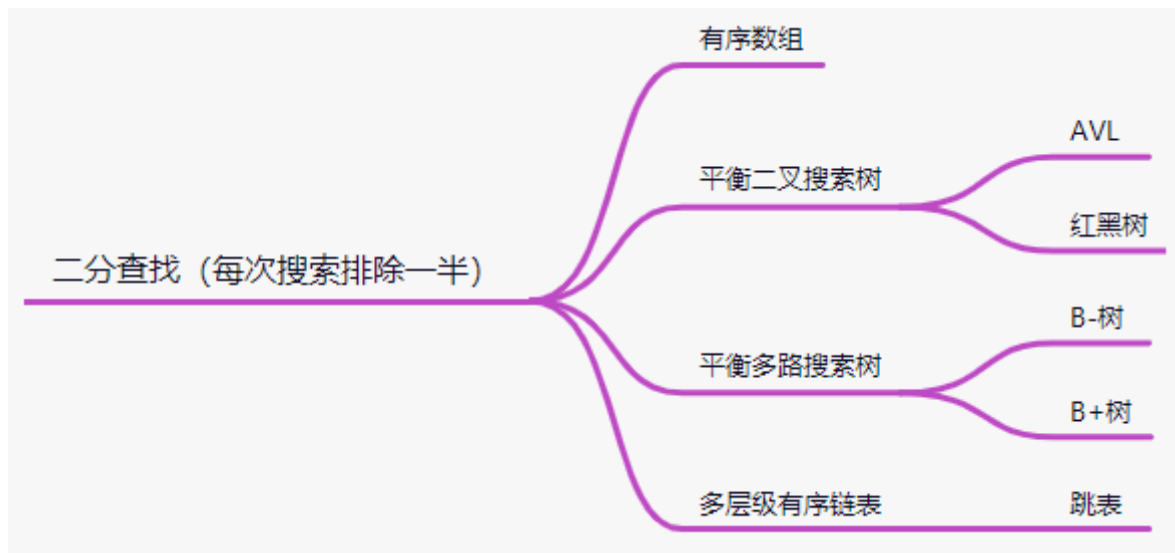 二分查找（每次搜索排除一半）
有序数组
平衡二叉搜索树
AVL
红黑树
平衡多路搜索树
B-树
B+树
多层级有序链表
跳表